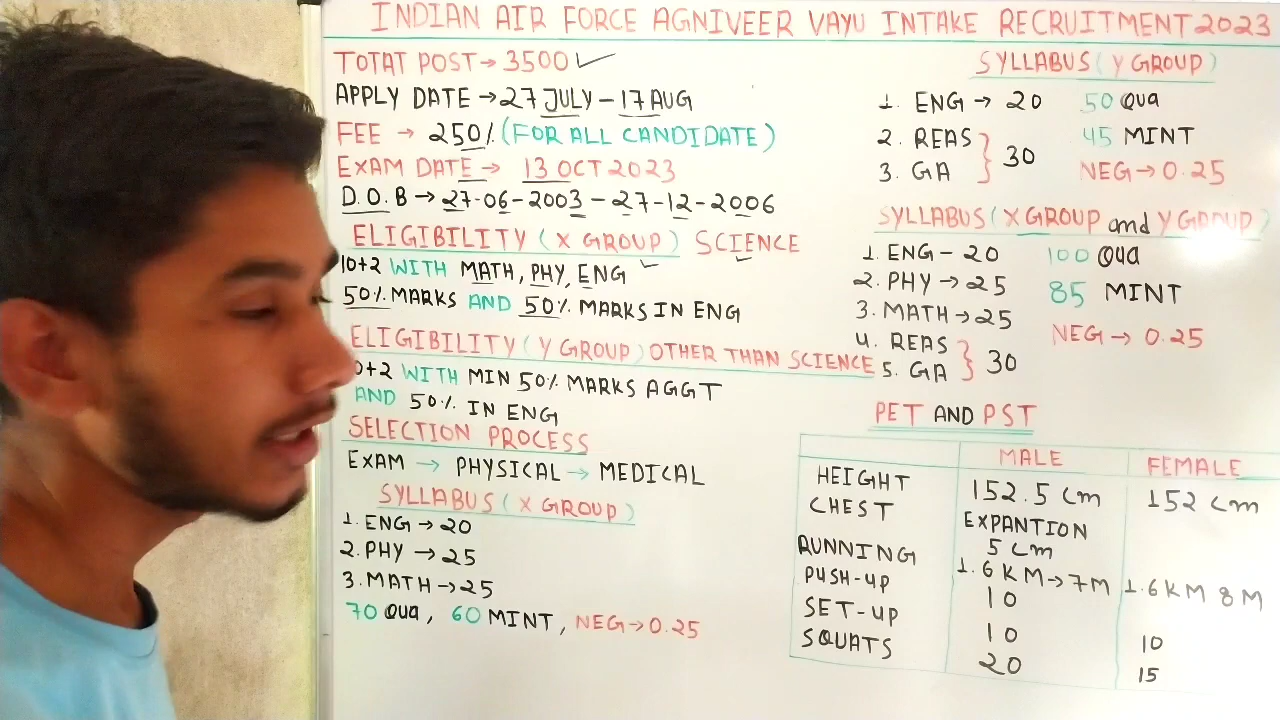 INDIAN AIR FORCE AGNIVEER VAYU INTAKE RECRUITMENT 2023
TOTAT POST → 3500 ✓
APPLY DATE → 27 JULY - 17 AUG
FEE → 250/. (FOR ALL CANDIDATE)
EXAM DATE → 13 OCT 2023
D.O.B → 27-06-2003 - 27-12-2006
ELIGIBILITY (X GROUP) SCIENCE
10+2 WITH MATH, PHY, ENG ✓
50% MARKS AND 50% MARKS IN ENG
ELIGIBILITY (Y GROUP) OTHER THAN SCIENCE
0+2 WITH MIN 50% MARKS AGGT
AND 50% IN ENG
SELECTION PROCESS
EXAM → PHYSICAL → MEDICAL
SYLLABUS (X GROUP)
1. ENG → 20
2. PHY → 25
3. MATH → 25
70 QUA, 60 MINT, NEG → 0.25
SYLLABUS (Y GROUP)
1. ENG → 20 50 QUA
2. REAS } 30 45 MINT
3. GA NEG → 0.25
SYLLABUS (X GROUP and Y GROUP)
1. ENG - 20 100 QUA
2. PHY → 25 85 MINT
3. MATH → 25
4. REAS } 30 NEG → 0.25
5. GA
PET AND PST
MALE FEMALE
HEIGHT 152.5 Cm 152 Cm
CHEST EXPANTION 5 Cm
RUNNING 1.6 KM → 7 M 1.6 KM 8 M
PUSH-UP 10
SET-UP 10 10
SQUATS 20 15